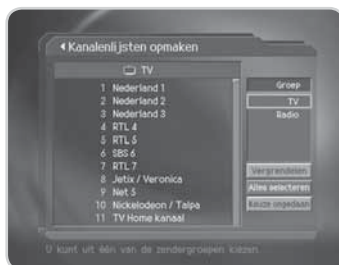 Kanalenlijsten opmaken
TV
1 Nederland 1
2 Nederland 2
3 Nederland 3
4 RTL 4
5 RTL 5
6 SBS 6
7 RTL 7
8 Jetix / Veronica
9 Net 5
10 Nickelodeon / Talpa
11 TV Home kanaal
Groep
TV
Radio
Vergrendelen
Alles selecteren
Keuze ongedaan
U kunt uit één van de zendergroepen kiezen.